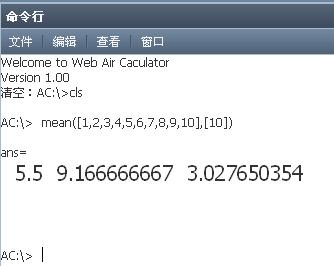 命令行
文件 编辑 查看 窗口
Welcome to Web Air Caculator
Version 1.00
清空：AC:\>cls
AC:\> mean([1,2,3,4,5,6,7,8,9,10],[10])
ans=
5.5 9.166666667 3.027650354
AC:\>